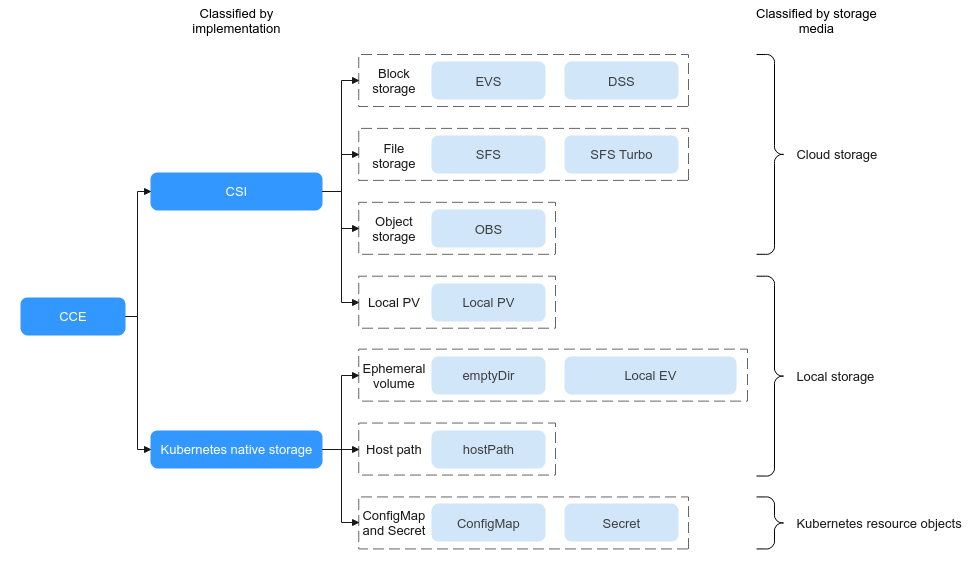 Classified by
implementation
Classified by storage
media
Block
storage
EVS
DSS
File
storage
SFS
SFS Turbo
Cloud storage
CSI
Object
storage
OBS
Local PV
Local PV
CCE
Ephemeral
volume
emptyDir
Local EV
Local storage
Kubernetes native storage
Host path
hostPath
ConfigMap
and Secret
ConfigMap
Secret
Kubernetes resource objects